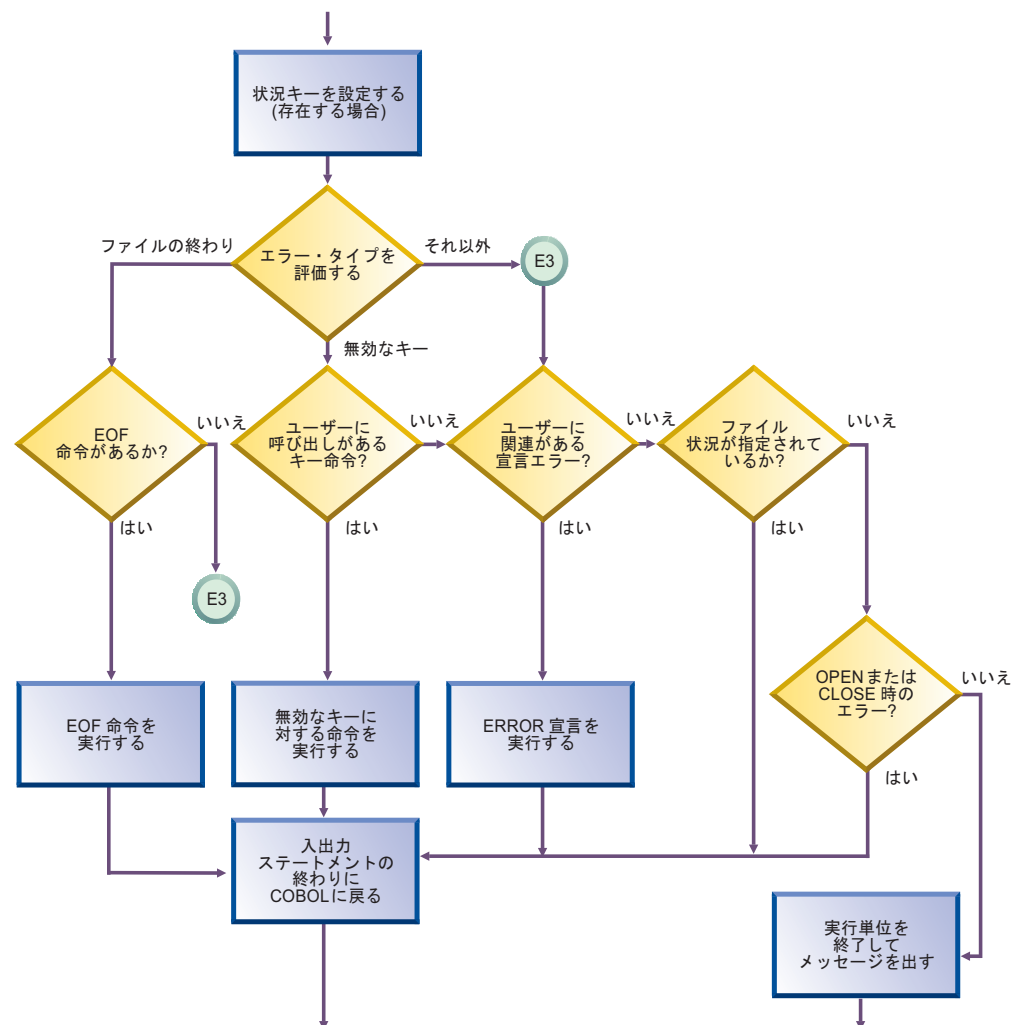 状況キーを設定する
(存在する場合)
ファイルの終わり
エラー・タイプを
評価する
それ以外
E3
無効なキー
EOF
命令があるか?
いいえ
はい
E3
ユーザーに
呼び出しがある
キー命令?
いいえ
はい
ユーザーに
関連がある
宣言エラー?
いいえ
はい
ファイル
状況が指定されて
いるか?
いいえ
はい
OPEN または
CLOSE 時の
エラー?
いいえ
はい
EOF 命令を
実行する
無効なキーに
対する命令を
実行する
ERROR 宣言を
実行する
入出力
ステートメントの
終わりに
COBOLに戻る
実行単位を
終了して
メッセージを出す